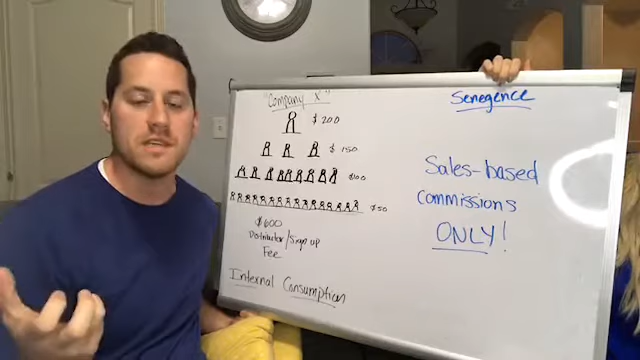 "Company X"
$200
$150
$100
$50
$600
Distributor/Sign up
Fee
Internal Consumption
Senegence
Sales-based
Commissions
ONLY!